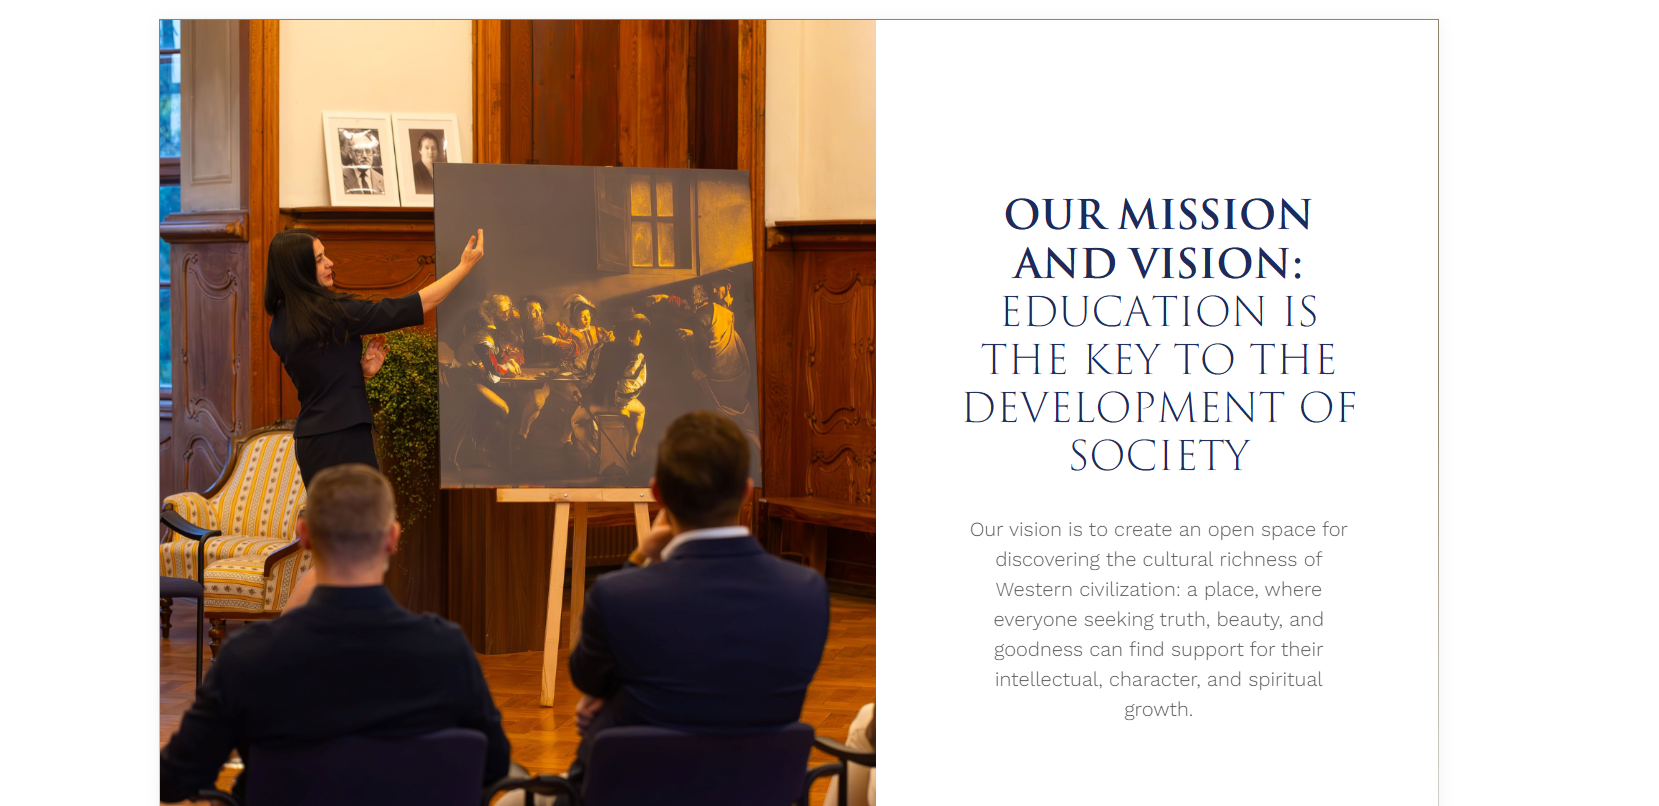 OUR MISSION
AND VISION:
EDUCATION IS
THE KEY TO THE
DEVELOPMENT OF
SOCIETY
Our vision is to create an open space for
discovering the cultural richness of
Western civilization: a place, where
everyone seeking truth, beauty, and
goodness can find support for their
intellectual, character, and spiritual
growth.